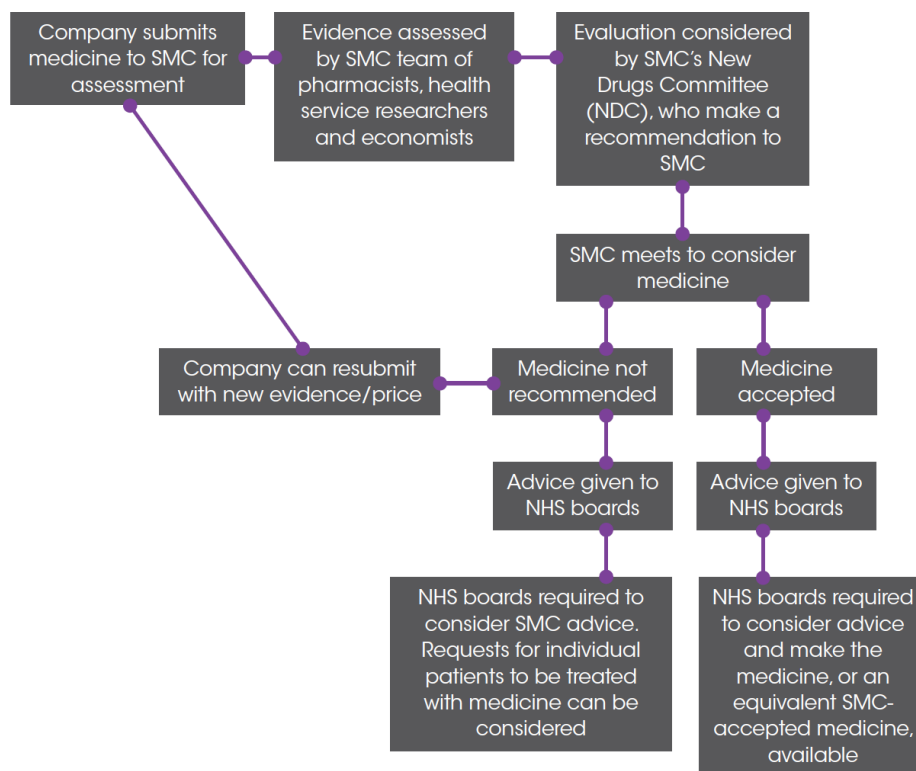 Company submits
medicine to SMC for
assessment
Evidence assessed
by SMC team of
pharmacists, health
service researchers
and economists
Evaluation considered
by SMC’s New
Drugs Committee
(NDC), who make a
recommendation to
SMC
SMC meets to consider
medicine
Company can resubmit
with new evidence/price
Medicine not
recommended
Medicine
accepted
Advice given to
NHS boards
Advice given to
NHS boards
NHS boards required to
consider SMC advice.
Requests for individual
patients to be treated
with medicine can be
considered
NHS boards required
to consider advice
and make the
medicine, or an
equivalent SMC-
accepted medicine,
available